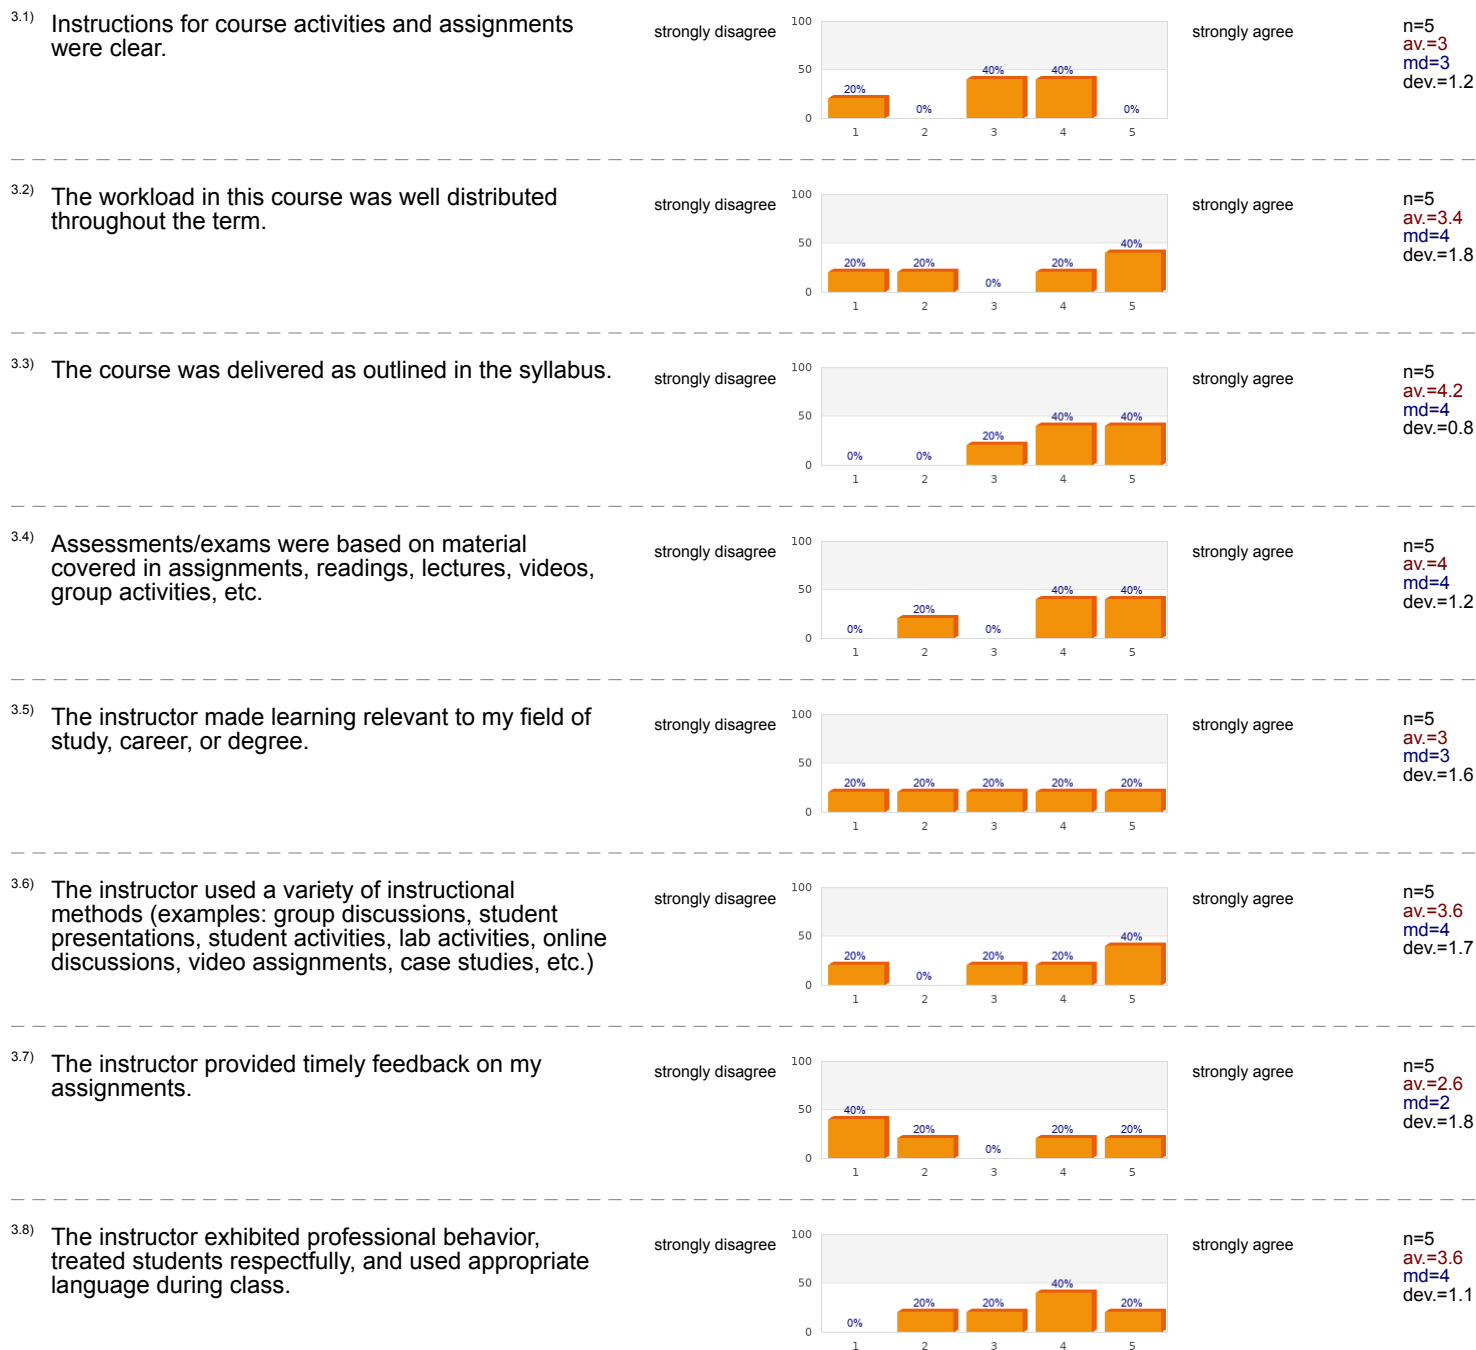 3.1) Instructions for course activities and assignments
were clear.
strongly disagree
100
50
0
20%
0%
40%
40%
0%
1 2 3 4 5
strongly agree
n=5
av.=3
md=3
dev.=1.2
3.2) The workload in this course was well distributed
throughout the term.
strongly disagree
100
50
0
20%
20%
0%
20%
40%
1 2 3 4 5
strongly agree
n=5
av.=3.4
md=4
dev.=1.8
3.3) The course was delivered as outlined in the syllabus.
strongly disagree
100
50
0
0%
0%
20%
40%
40%
1 2 3 4 5
strongly agree
n=5
av.=4.2
md=4
dev.=0.8
3.4) Assessments/exams were based on material
covered in assignments, readings, lectures, videos,
group activities, etc.
strongly disagree
100
50
0
0%
20%
0%
40%
40%
1 2 3 4 5
strongly agree
n=5
av.=4
md=4
dev.=1.2
3.5) The instructor made learning relevant to my field of
study, career, or degree.
strongly disagree
100
50
0
20%
20%
20%
20%
20%
1 2 3 4 5
strongly agree
n=5
av.=3
md=3
dev.=1.6
3.6) The instructor used a variety of instructional
methods (examples: group discussions, student
presentations, student activities, lab activities, online
discussions, video assignments, case studies, etc.)
strongly disagree
100
50
0
20%
0%
20%
20%
40%
1 2 3 4 5
strongly agree
n=5
av.=3.6
md=4
dev.=1.7
3.7) The instructor provided timely feedback on my
assignments.
strongly disagree
100
50
0
40%
20%
0%
20%
20%
1 2 3 4 5
strongly agree
n=5
av.=2.6
md=2
dev.=1.8
3.8) The instructor exhibited professional behavior,
treated students respectfully, and used appropriate
language during class.
strongly disagree
100
50
0
0%
20%
20%
40%
20%
1 2 3 4 5
strongly agree
n=5
av.=3.6
md=4
dev.=1.1